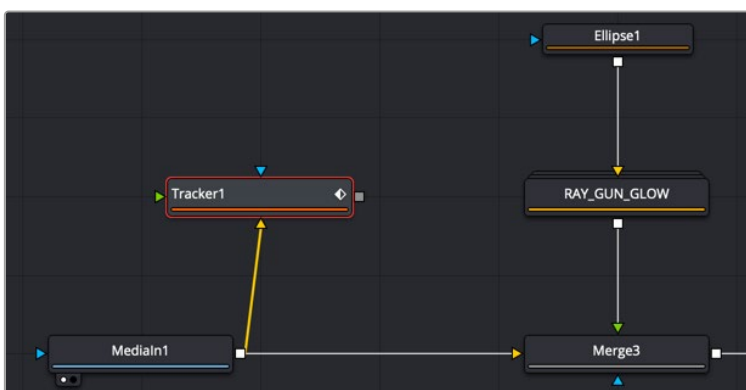 Ellipse1
Tracker1
RAY_GUN_GLOW
MediaIn1
Merge3